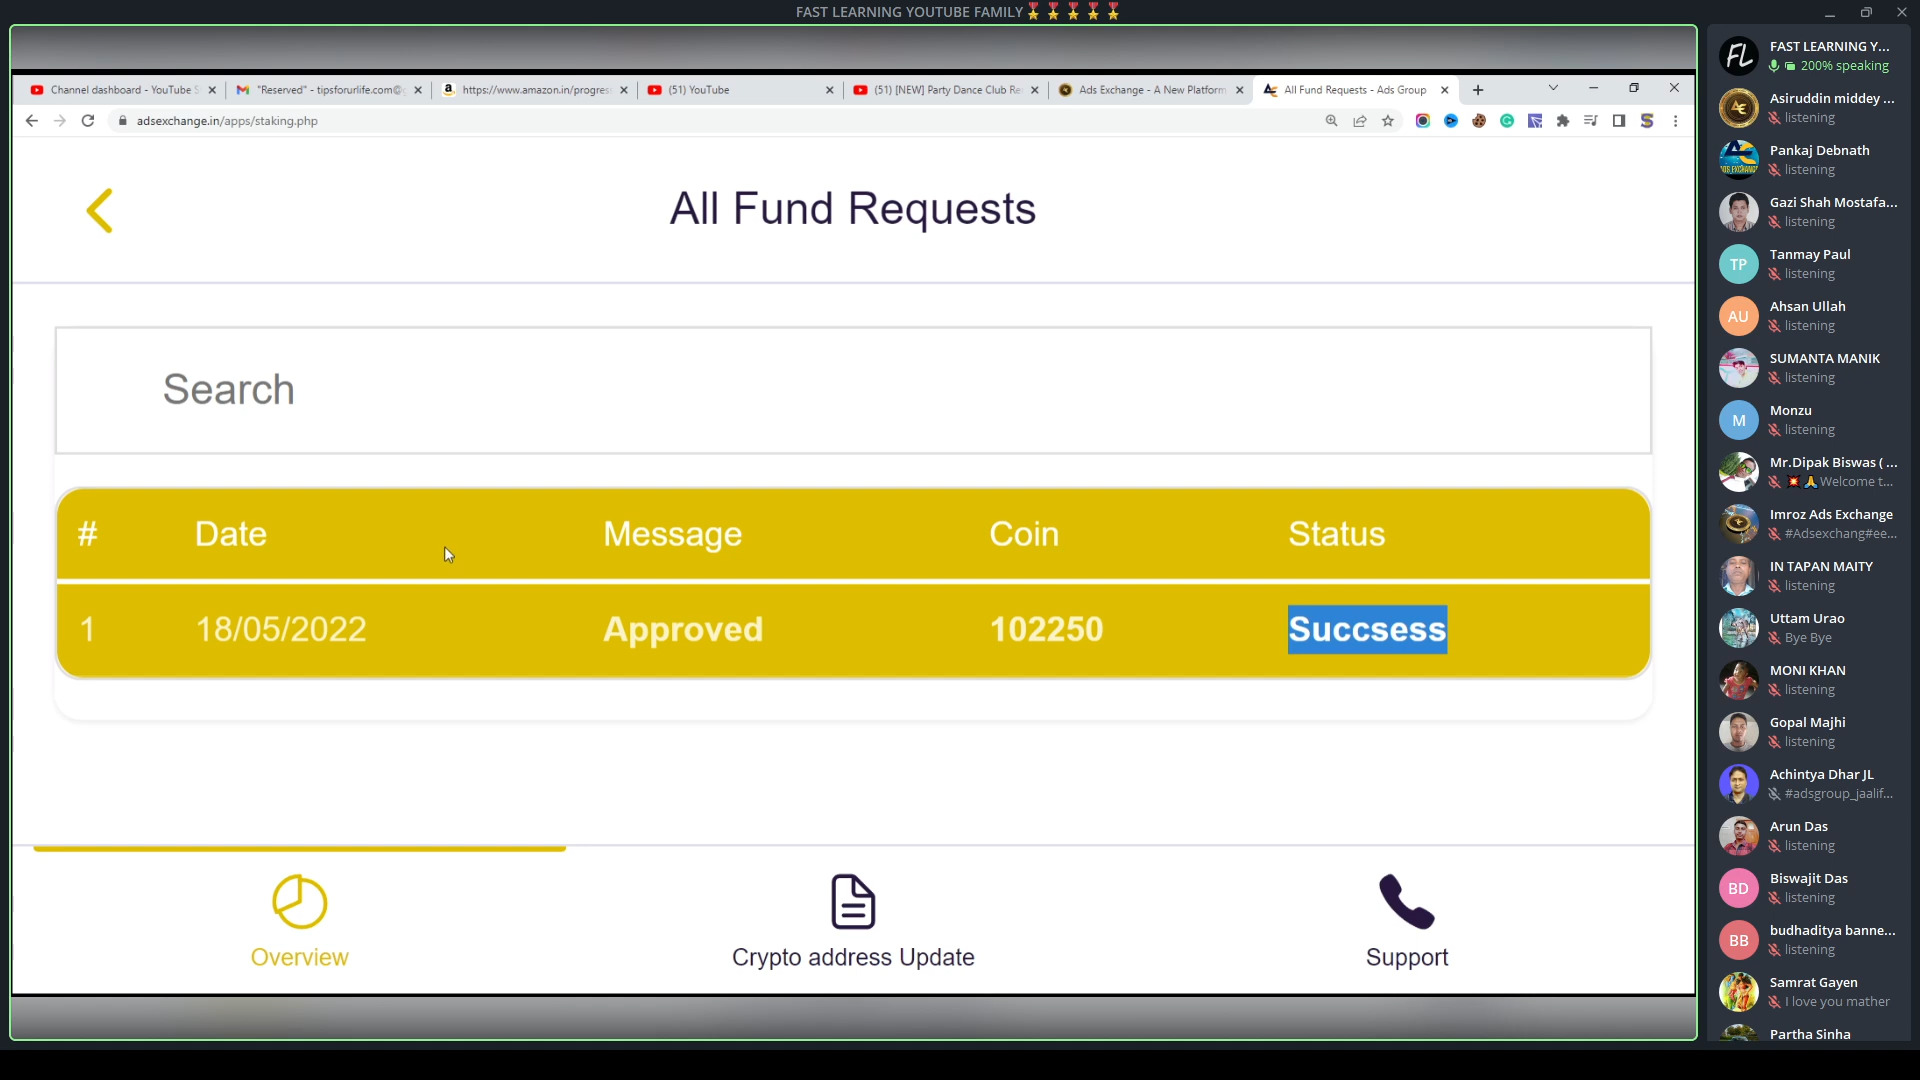 FAST LEARNING YOUTUBE FAMILY🎖🎖🎖🎖🎖
Channel dashboard - YouTube S
"Reserved" - tipsforurlife.com@g
https://www.amazon.in/progres
(51) YouTube
(51) [NEW] Party Dance Club Re
Ads Exchange - A New Platform
All Fund Requests - Ads Group
adsexchange.in/apps/staking.php
All Fund Requests
Search
# Date Message Coin Status
1 18/05/2022 Approved 102250 Succsess
Overview
Crypto address Update
Support
FL
FAST LEARNING Y...
200% speaking
Asiruddin middey ...
listening
Pankaj Debnath
listening
Gazi Shah Mostafa...
listening
TP
Tanmay Paul
listening
AU
Ahsan Ullah
listening
SUMANTA MANIK
listening
M
Monzu
listening
Mr.Dipak Biswas ( ...
💥🙏Welcome t...
Imroz Ads Exchange
#Adsexchang#ee...
IN TAPAN MAITY
listening
Uttam Urao
Bye Bye
MONI KHAN
listening
Gopal Majhi
listening
Achintya Dhar JL
#adsgroup_jaalif...
Arun Das
listening
BD
Biswajit Das
listening
BB
budhaditya banne...
listening
Samrat Gayen
I love you mather
Partha Sinha